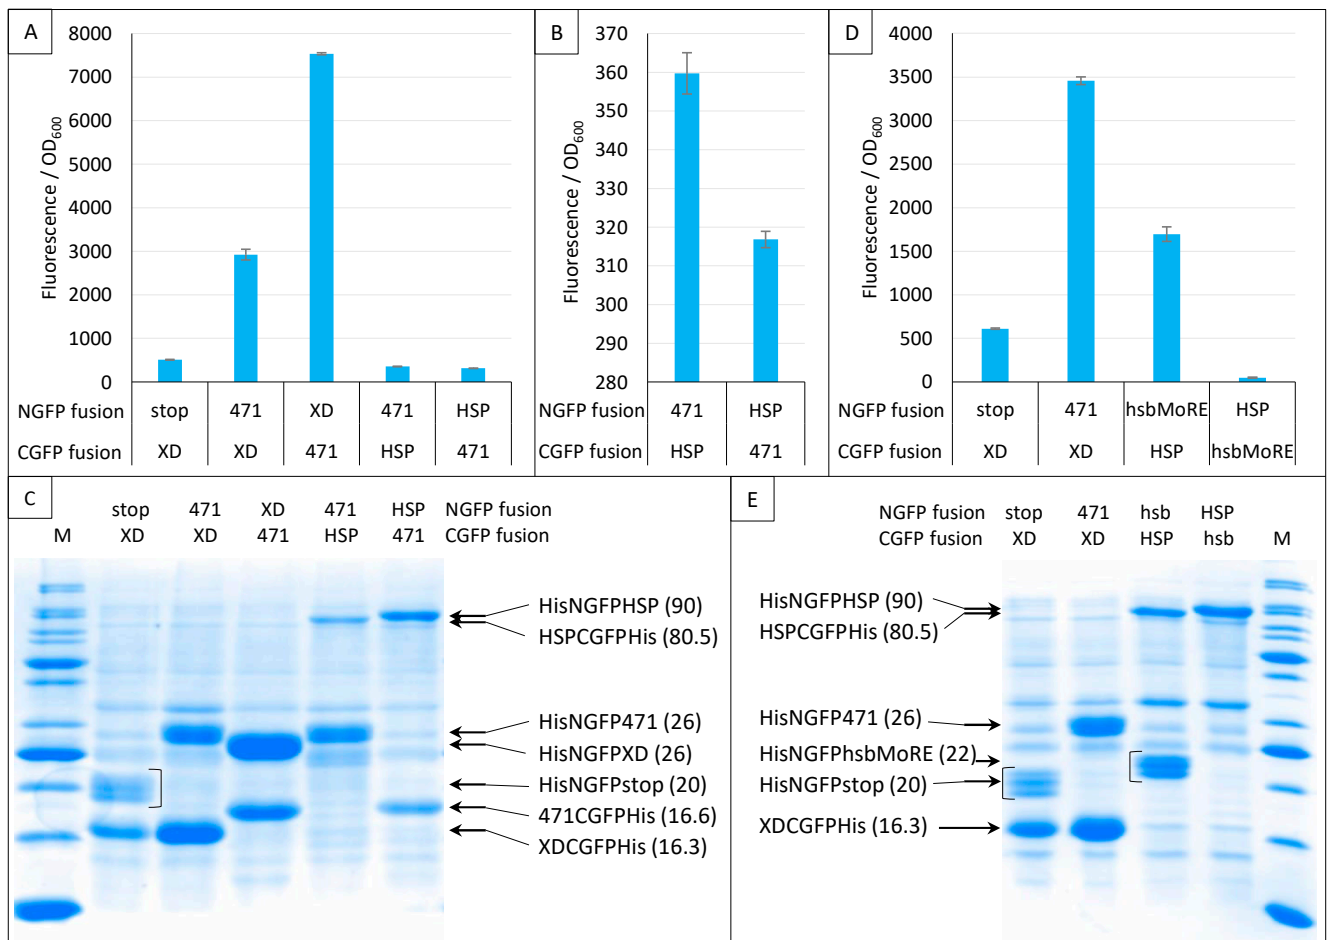 A
Fluorescence / OD600
8000
7000
6000
5000
4000
3000
2000
1000
0
NGFP fusion stop 471 XD 471 HSP
CGFP fusion XD XD 471 HSP 471
B
Fluorescence / OD600
370
360
350
340
330
320
310
300
290
280
NGFP fusion 471 HSP
CGFP fusion HSP 471
D
Fluorescence / OD600
4000
3500
3000
2500
2000
1500
1000
500
0
NGFP fusion stop 471 hsbMoRE HSP
CGFP fusion XD XD HSP hsbMoRE
C
stop 471 XD 471 HSP NGFP fusion
M XD XD 471 HSP 471 CGFP fusion
HisNGFPHSP (90)
HSPCGFPHis (80.5)
HisNGFP471 (26)
HisNGFPXD (26)
HisNGFPstop (20)
471CGFPHis (16.6)
XDCGFPHis (16.3)
E
NGFP fusion stop 471 hsb HSP
CGFP fusion XD XD HSP hsb M
HisNGFPHSP (90)
HSPCGFPHis (80.5)
HisNGFP471 (26)
HisNGFPhsbMoRE (22)
HisNGFPstop (20)
XDCGFPHis (16.3)